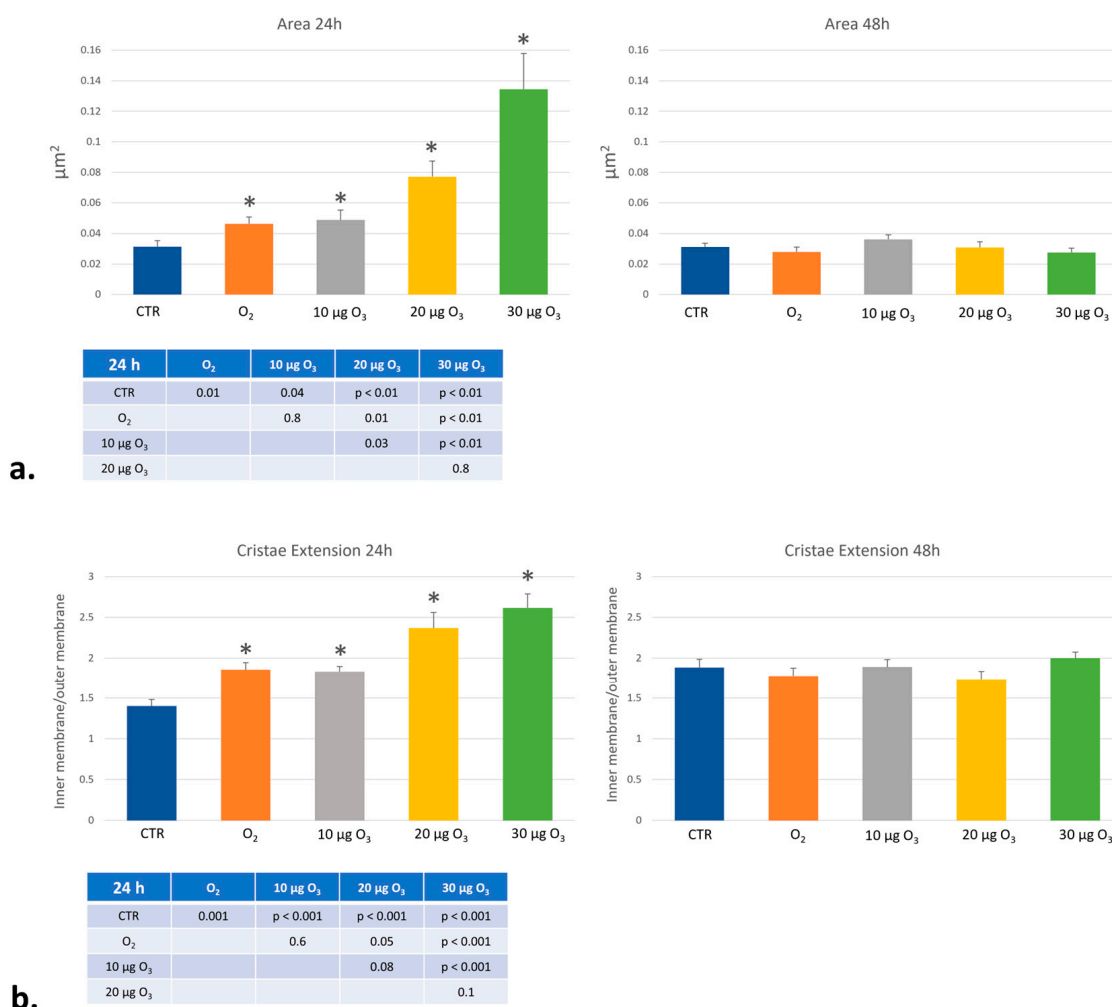 Area 24h
μm²
0.16
0.14
0.12
0.1
0.08
0.06
0.04
0.02
0
* * * *
CTR O₂ 10 μg O₃ 20 μg O₃ 30 μg O₃
Area 48h
μm²
0.16
0.14
0.12
0.1
0.08
0.06
0.04
0.02
0
CTR O₂ 10 μg O₃ 20 μg O₃ 30 μg O₃
24 h O₂ 10 μg O₃ 20 μg O₃ 30 μg O₃
CTR 0.01 0.04 p < 0.01 p < 0.01
O₂ 0.8 0.01 p < 0.01
10 μg O₃ 0.03 p < 0.01
20 μg O₃ 0.8
a.
Cristae Extension 24h
Inner membrane/outer membrane
3
2.5
2
1.5
1
0.5
0
* * * *
CTR O₂ 10 μg O₃ 20 μg O₃ 30 μg O₃
Cristae Extension 48h
Inner membrane/outer membrane
3
2.5
2
1.5
1
0.5
0
CTR O₂ 10 μg O₃ 20 μg O₃ 30 μg O₃
24 h O₂ 10 μg O₃ 20 μg O₃ 30 μg O₃
CTR 0.001 p < 0.001 p < 0.001 p < 0.001
O₂ 0.6 0.05 p < 0.001
10 μg O₃ 0.08 p < 0.001
20 μg O₃ 0.1
b.